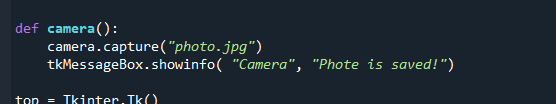 def camera():
    camera.capture("photo.jpg")
    tkMessageBox.showinfo( "Camera", "Phote is saved!")
top = Tkinter.Tk()